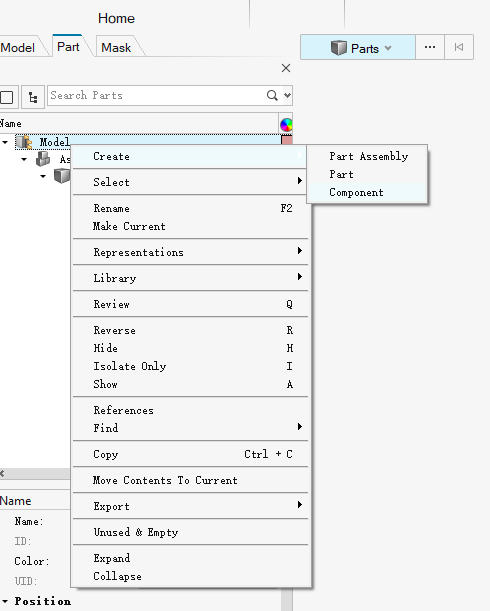 Home
Model Part Mask
Parts
Search Parts
Name
Model
As
Create
Part Assembly
Part
Component
Select
Rename F2
Make Current
Representations
Library
Review Q
Reverse R
Hide H
Isolate Only I
Show A
References
Find
Copy Ctrl + C
Move Contents To Current
Export
Unused & Empty
Expand
Collapse
Name
Name:
ID:
Color:
UID:
Position